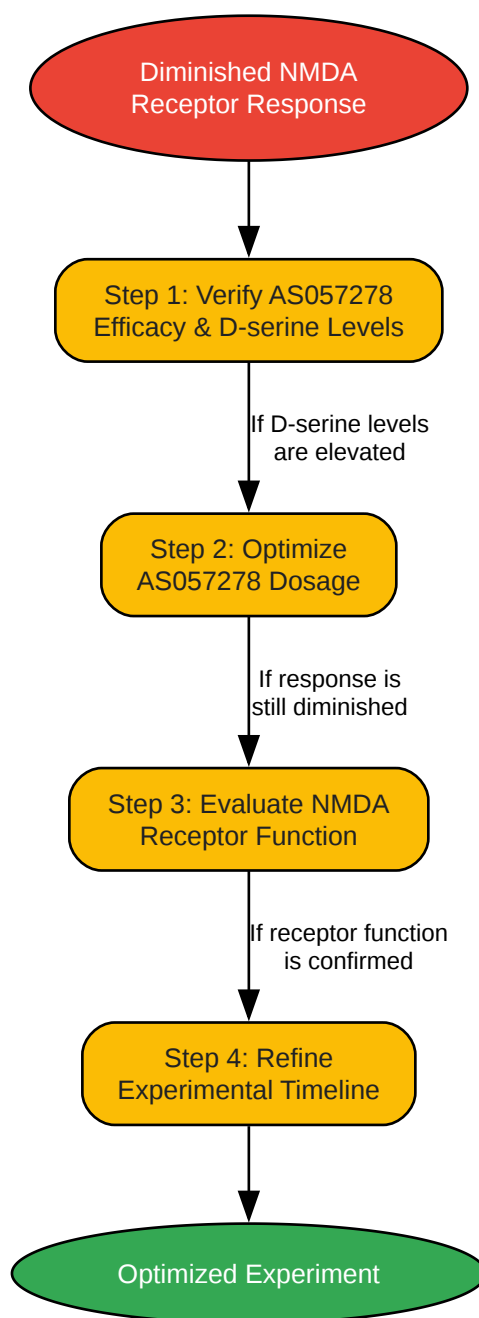 Diminished NMDA
Receptor Response
Step 1: Verify AS057278
Efficacy & D-serine Levels
If D-serine levels
are elevated
Step 2: Optimize
AS057278 Dosage
If response is
still diminished
Step 3: Evaluate NMDA
Receptor Function
If receptor function
is confirmed
Step 4: Refine
Experimental Timeline
Optimized Experiment